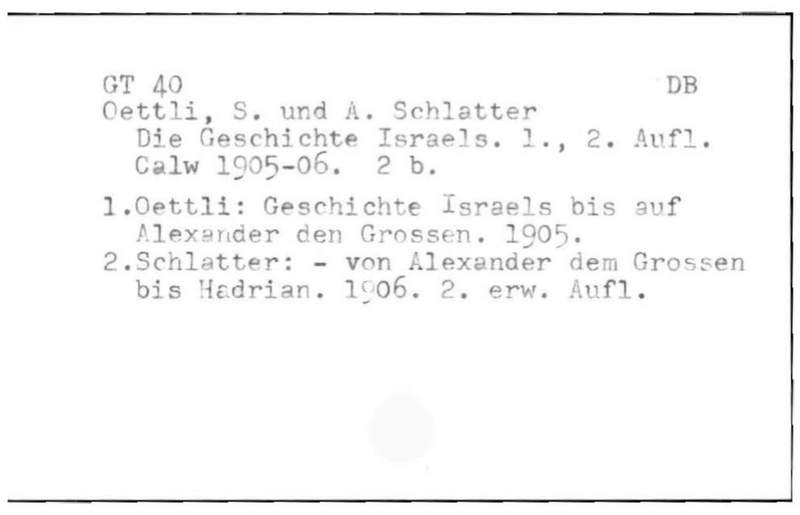 GT 40 DB
Oettli, S. und A. Schlatter
Die Geschichte Israels. 1., 2. Aufl.
Calw 1905-06. 2 b.
1.Oettli: Geschichte Israels bis auf
Alexander den Grossen. 1905.
2.Schlatter: - von Alexander dem Grossen
bis Hadrian. 1906. 2. erw. Aufl.